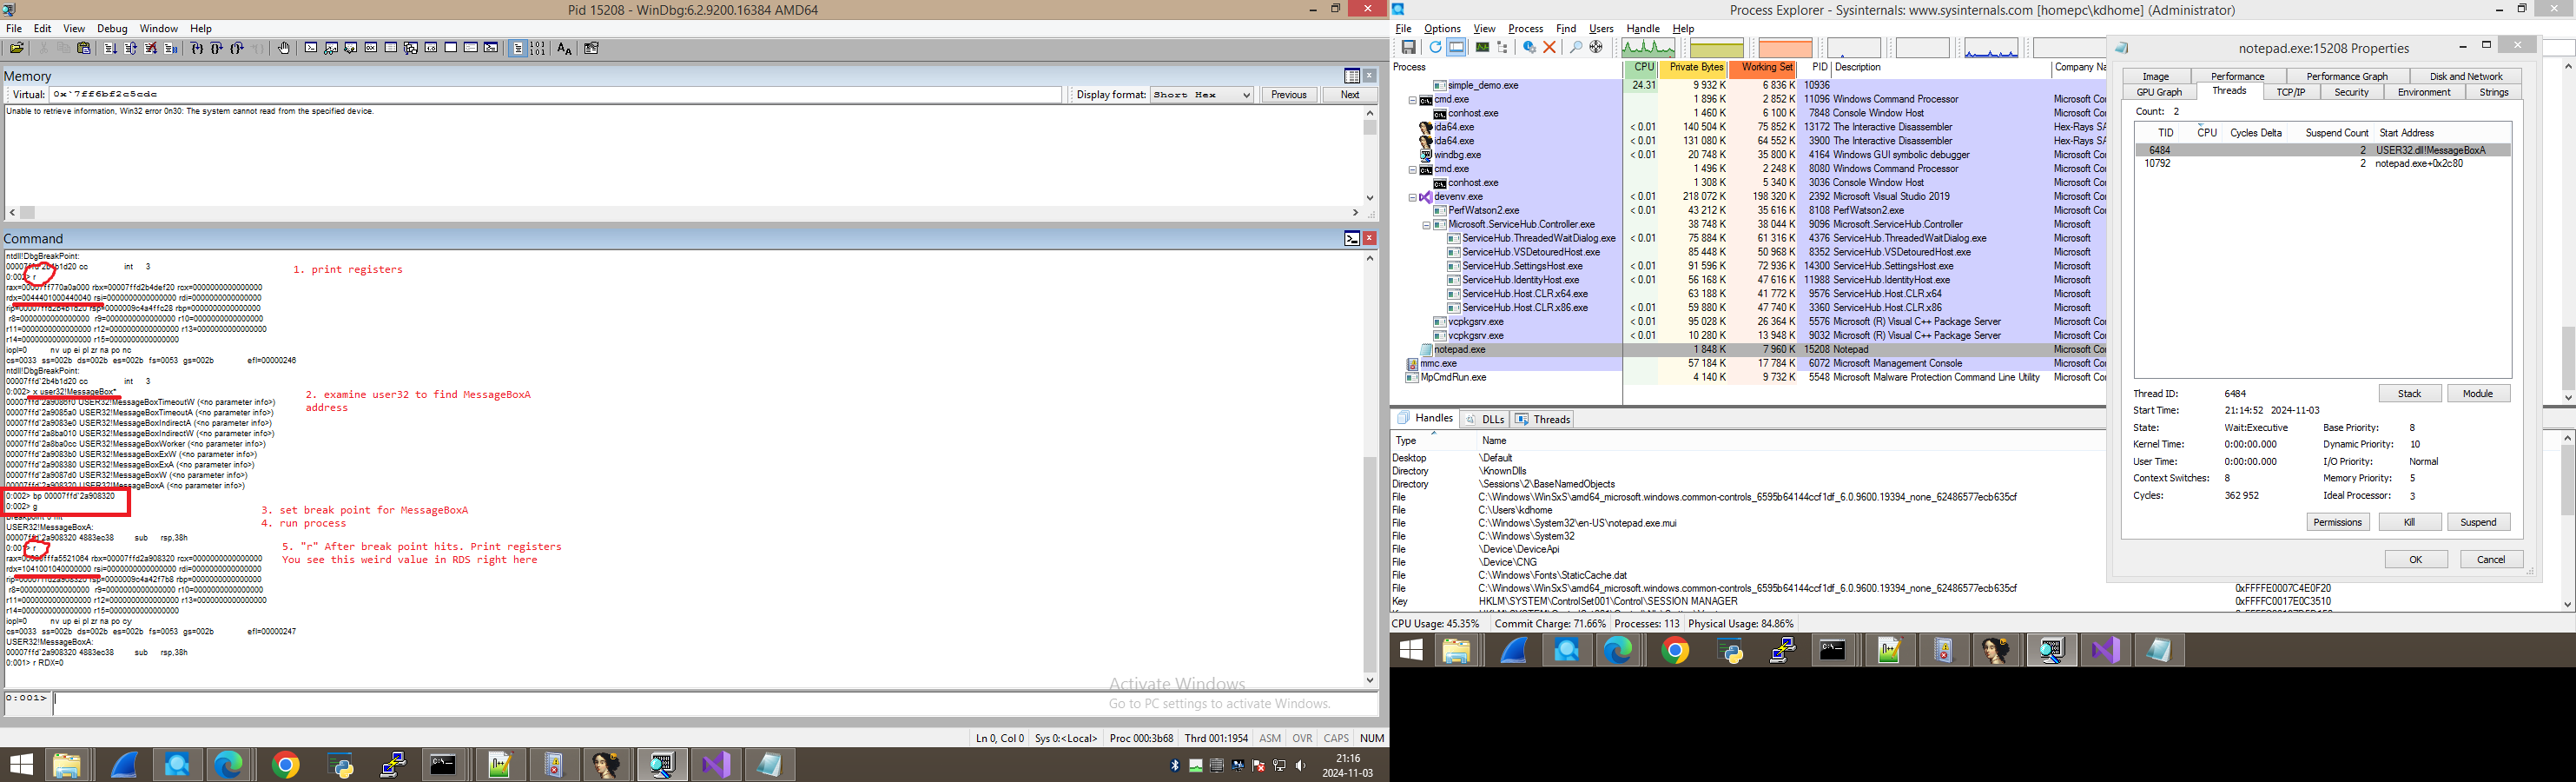 Pid 15208 - WinDbg:6.2.9200.16384 AMD64
File Edit View Debug Window Help
Memory
Virtual: 0x`7ff6bf2c5cdc Display format: Short Hex Previous Next
Unable to retrieve information, Win32 error 0n30: The system cannot read from the specified device.
Command
ntdll!DbgBreakPoint:
00007ffd`2b4b1d20 cc int 3
0:002> r
1. print registers
rax=00007ff770a0a000 rbx=00007ffd2b4def20 rcx=0000000000000000
rdx=0044401000440040 rsi=0000000000000000 rdi=0000000000000000
rip=00007ffd2b4b1d20 rsp=0000009c4a4ffc28 rbp=0000000000000000
r8=0000000000000000 r9=0000000000000000 r10=0000000000000000
r11=0000000000000000 r12=0000000000000000 r13=0000000000000000
r14=0000000000000000 r15=0000000000000000
iopl=0 nv up ei pl zr na po nc
cs=0033 ss=002b ds=002b es=002b fs=0053 gs=002b efl=00000246
ntdll!DbgBreakPoint:
00007ffd`2b4b1d20 cc int 3
0:002> x user32!MessageBox*
2. examine user32 to find MessageBoxA
address
00007ffd`2a9086f0 USER32!MessageBoxTimeoutW (<no parameter info>)
00007ffd`2a9085a0 USER32!MessageBoxTimeoutA (<no parameter info>)
00007ffd`2a9083e0 USER32!MessageBoxIndirectA (<no parameter info>)
00007ffd`2a8ba010 USER32!MessageBoxIndirectW (<no parameter info>)
00007ffd`2a8ba0cc USER32!MessageBoxWorker (<no parameter info>)
00007ffd`2a9083b0 USER32!MessageBoxExW (<no parameter info>)
00007ffd`2a908380 USER32!MessageBoxExA (<no parameter info>)
00007ffd`2a9087d0 USER32!MessageBoxW (<no parameter info>)
00007ffd`2a908320 USER32!MessageBoxA (<no parameter info>)
0:002> bp 00007ffd`2a908320
0:002> g
3. set break point for MessageBoxA
4. run process
Breakpoint 0 hit
USER32!MessageBoxA:
00007ffd`2a908320 4883ec38 sub rsp,38h
0:001> r
5. "r" After break point hits. Print registers
You see this weird value in RDS right here
rbx=00007ffd2a908320 rcx=0000000000000000
rdx=1041001040000000 rsi=0000000000000000 rdi=0000000000000000
rip=00007ffd2a908320 rsp=0000009c4a42f7b8 rbp=0000000000000000
r8=0000000000000000 r9=0000000000000000 r10=0000000000000000
r11=0000000000000000 r12=0000000000000000 r13=0000000000000000
r14=0000000000000000 r15=0000000000000000
iopl=0 nv up ei pl zr na po cy
cs=0033 ss=002b ds=002b es=002b fs=0053 gs=002b efl=00000247
USER32!MessageBoxA:
00007ffd`2a908320 4883ec38 sub rsp,38h
0:001> r RDX=0
0:001>
Activate Windows
Go to PC settings to activate Windows.
Ln 0, Col 0 Sys 0:<Local> Proc 000:3b68 Thrd 001:1954 ASM OVR CAPS NUM
21:16
2024-11-03
Process Explorer - Sysinternals: www.sysinternals.com [homepc\kdhome] (Administrator)
File Options View Process Find Users Handle Help
Process CPU Private Bytes Working Set PID Description Company Na
simple_demo.exe 24.31 9 932 K 6 836 K 10936
cmd.exe 1 896 K 2 852 K 11096 Windows Command Processor Microsoft Co
conhost.exe 1 460 K 6 100 K 7848 Console Window Host Microsoft Co
ida64.exe < 0.01 140 504 K 75 852 K 13172 The Interactive Disassembler Hex-Rays SA
ida64.exe < 0.01 131 080 K 64 552 K 3900 The Interactive Disassembler Hex-Rays SA
windbg.exe < 0.01 20 748 K 35 800 K 4164 Windows GUI symbolic debugger Microsoft Co
cmd.exe 1 496 K 2 248 K 8080 Windows Command Processor Microsoft Co
conhost.exe 1 308 K 5 340 K 3036 Console Window Host Microsoft Co
devenv.exe < 0.01 218 072 K 198 320 K 2392 Microsoft Visual Studio 2019 Microsoft Co
PerfWatson2.exe < 0.01 43 212 K 35 616 K 8108 PerfWatson2.exe Microsoft Co
Microsoft.ServiceHub.Controller.exe 38 748 K 38 044 K 9096 Microsoft.ServiceHub.Controller Microsoft
ServiceHub.ThreadedWaitDialog.exe < 0.01 75 884 K 61 316 K 4376 ServiceHub.ThreadedWaitDialog.exe Microsoft
ServiceHub.VSDetouredHost.exe 85 448 K 50 968 K 8352 ServiceHub.VSDetouredHost.exe Microsoft
ServiceHub.SettingsHost.exe < 0.01 91 596 K 72 936 K 14300 ServiceHub.SettingsHost.exe Microsoft
ServiceHub.IdentityHost.exe < 0.01 56 168 K 47 616 K 11988 ServiceHub.IdentityHost.exe Microsoft
ServiceHub.Host.CLR.x64.exe 63 188 K 41 772 K 9576 ServiceHub.Host.CLR.x64 Microsoft
ServiceHub.Host.CLR.x86.exe < 0.01 59 880 K 47 740 K 3360 ServiceHub.Host.CLR.x86 Microsoft
vcpkgsrv.exe < 0.01 95 028 K 26 364 K 5576 Microsoft (R) Visual C++ Package Server Microsoft Co
vcpkgsrv.exe < 0.01 10 280 K 13 948 K 9032 Microsoft (R) Visual C++ Package Server Microsoft Co
notepad.exe 1 848 K 7 960 K 15208 Notepad Microsoft Co
mmc.exe 57 184 K 17 784 K 6072 Microsoft Management Console Microsoft Co
MpCmdRun.exe 4 140 K 9 732 K 5548 Microsoft Malware Protection Command Line Utility Microsoft Co
Handles DLLs Threads
Type Name
Desktop \Default
Directory \KnownDlls
Directory \Sessions\2\BaseNamedObjects
File C:\Windows\WinSxS\amd64_microsoft.windows.common-controls_6595b64144ccf1df_6.0.9600.19394_none_62486577ecb635cf
File C:\Users\kdhome
File C:\Windows\System32\en-US\notepad.exe.mui
File C:\Windows\System32
File \Device\DeviceApi
File \Device\CNG
File C:\Windows\Fonts\StaticCache.dat
File C:\Windows\WinSxS\amd64_microsoft.windows.common-controls_6595b64144ccf1df_6.0.9600.19394_none_62486577ecb635cf 0xFFFFE0007C4E0F20
Key HKLM\SYSTEM\ControlSet001\Control\SESSION MANAGER 0xFFFFC0017E0C3510
CPU Usage: 45.35% Commit Charge: 71.66% Processes: 113 Physical Usage: 84.86%
notepad.exe:15208 Properties
Image Performance Performance Graph Disk and Network
GPU Graph Threads TCP/IP Security Environment Strings
Count: 2
TID CPU Cycles Delta Suspend Count Start Address
6484 2 USER32.dll!MessageBoxA
10792 2 notepad.exe+0x2c80
Thread ID: 6484 Stack Module
Start Time: 21:14:52 2024-11-03
State: Wait:Executive Base Priority: 8
Kernel Time: 0:00:00.000 Dynamic Priority: 10
User Time: 0:00:00.000 I/O Priority: Normal
Context Switches: 8 Memory Priority: 5
Cycles: 362 952 Ideal Processor: 3
Permissions Kill Suspend
OK Cancel